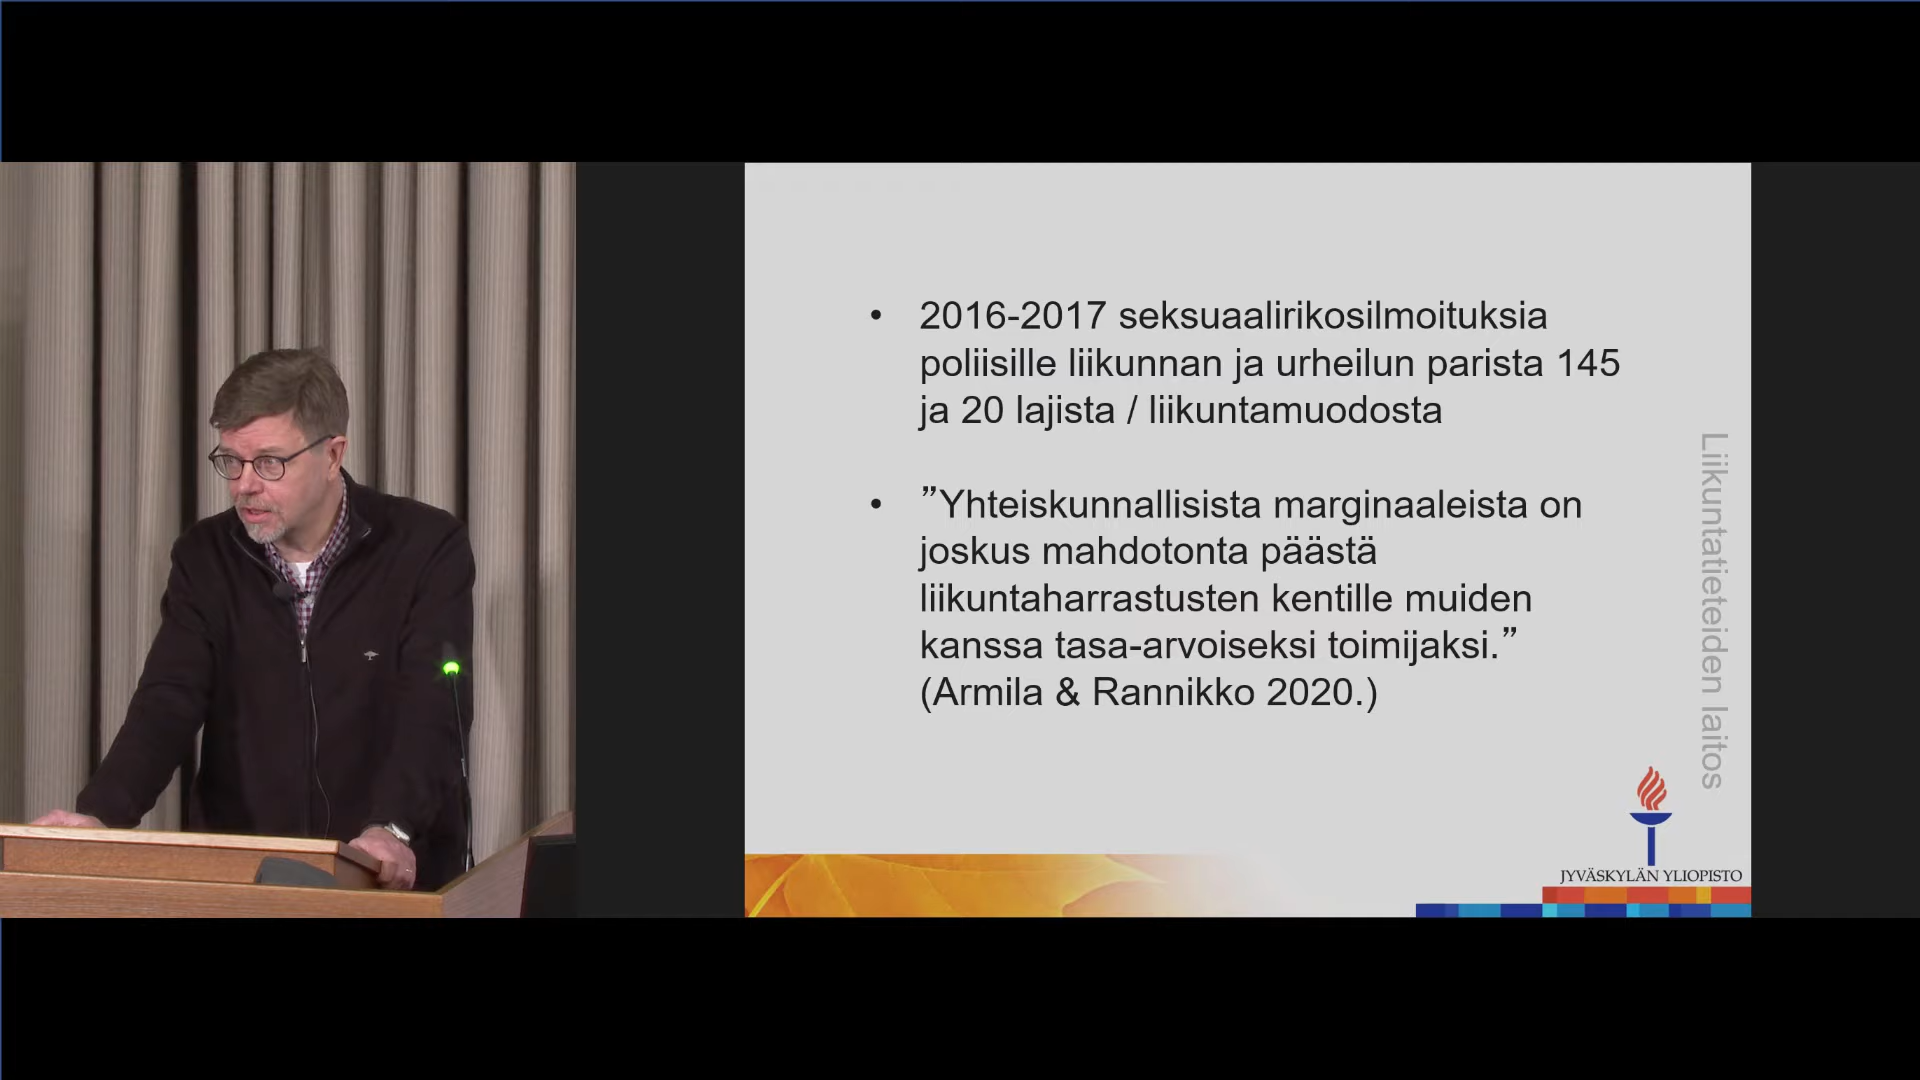 • 2016-2017 seksuaalirikosilmoituksia
poliisille liikunnan ja urheilun parista 145
ja 20 lajista / liikuntamuodosta
• ”Yhteiskunnallisista marginaaleista on
joskus mahdotonta päästä
liikuntaharrastusten kentille muiden
kanssa tasa-arvoiseksi toimijaksi.”
(Armila & Rannikko 2020.)
Liikuntatieteiden laitos
JYVÄSKYLÄN YLIOPISTO